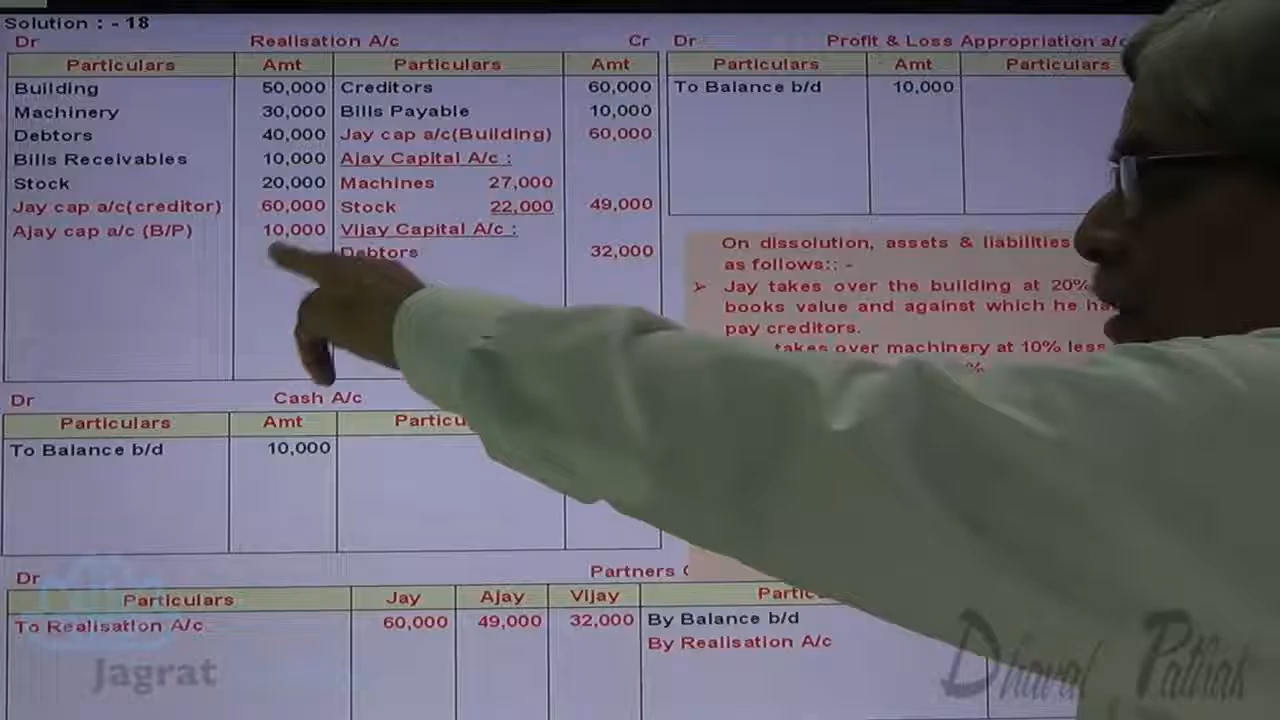 Solution : - 18
Dr Realisation A/c Cr
Particulars Amt Particulars Amt
Building 50,000 Creditors 60,000
Machinery 30,000 Bills Payable 10,000
Debtors 40,000 Jay cap a/c(Building) 60,000
Bills Receivables 10,000 Ajay Capital A/c :
Stock 20,000 Machines 27,000
Jay cap a/c(creditor) 60,000 Stock 22,000 49,000
Ajay cap a/c (B/P) 10,000 Vijay Capital A/c :
Debtors 32,000
Dr Profit & Loss Appropriation a/c
Particulars Amt Particulars
To Balance b/d 10,000
On dissolution, assets & liabilities
as follows:: -
➢ Jay takes over the building at 20%
books value and against which he
pay creditors.
takes over machinery at 10% less
%
Dr Cash A/c
Particulars Amt
To Balance b/d 10,000
Dr Partners
Particulars Jay Ajay Vijay
To Realisation A/c 60,000 49,000 32,000 By Balance b/d
By Realisation A/c
Jagrat
Dhaval Pathak